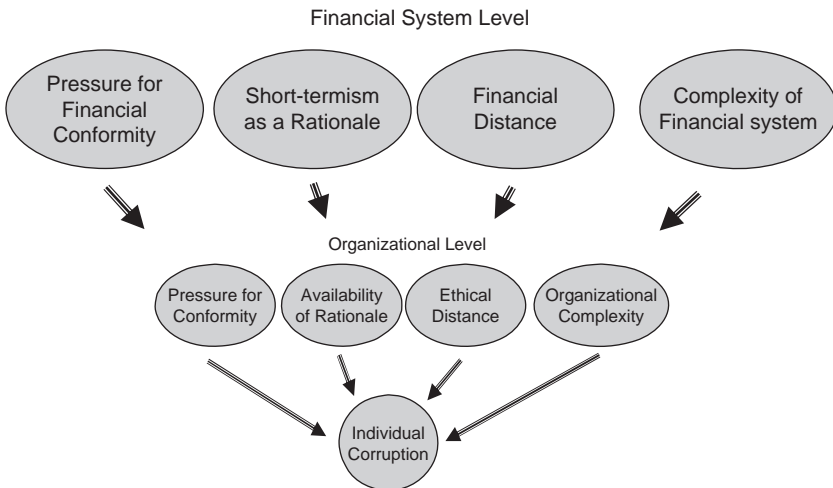 Financial System Level
Pressure for
Financial
Conformity
Short-termism
as a Rationale
Financial
Distance
Complexity of
Financial system
Organizational Level
Pressure for
Conformity
Availability
of Rationale
Ethical
Distance
Organizational
Complexity
Individual
Corruption